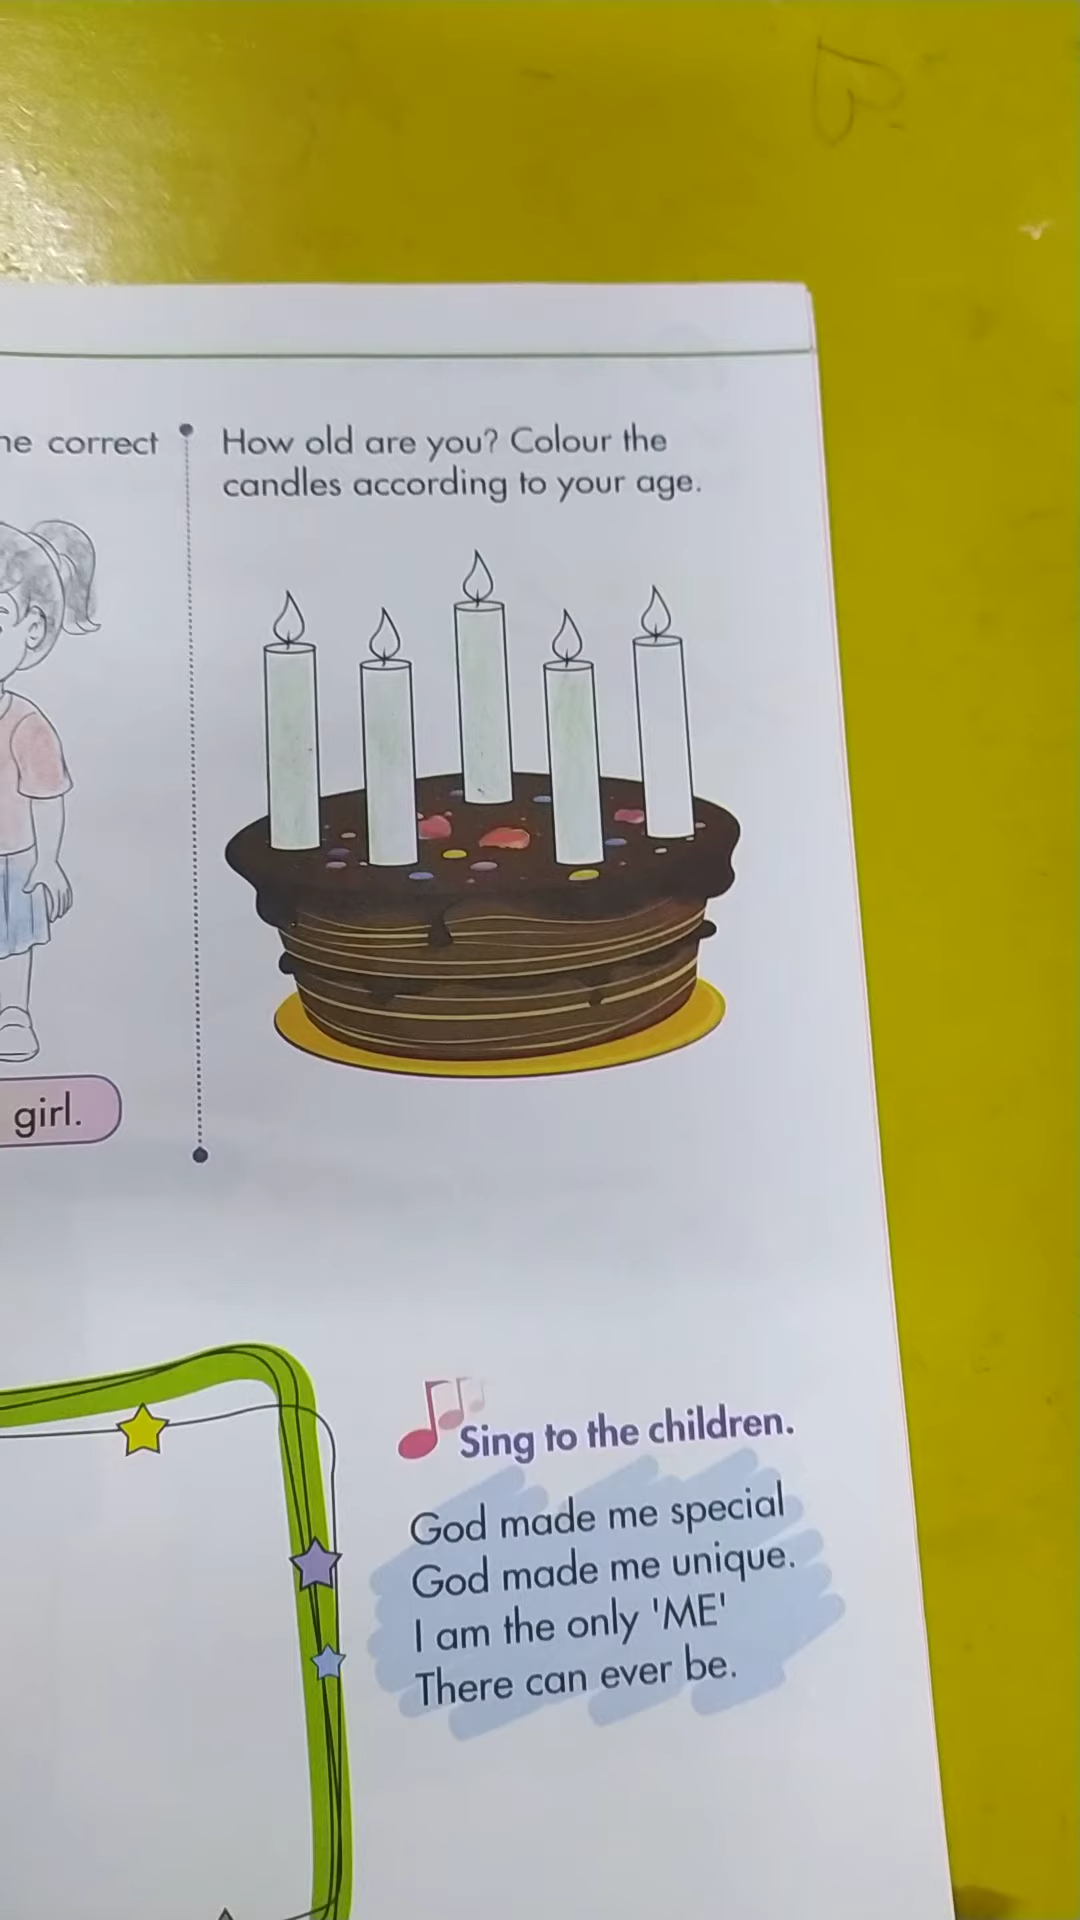 he correct
How old are you? Colour the
candles according to your age.
girl.
Sing to the children.
God made me special
God made me unique.
I am the only 'ME'
There can ever be.